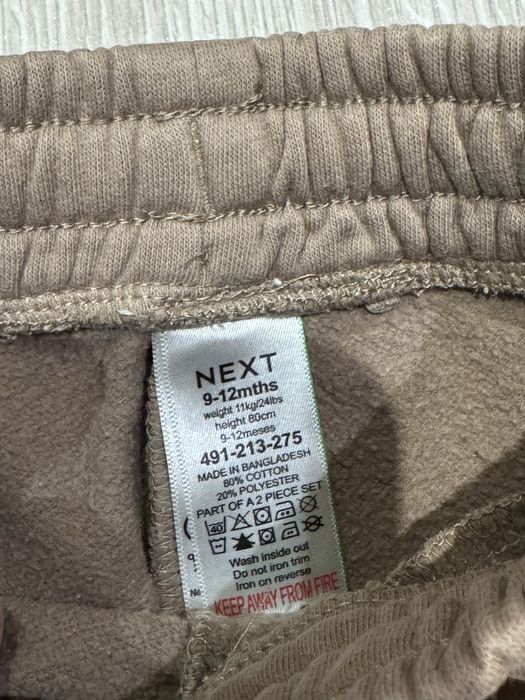 NEXT
9-12mths
weight 11kg/24lbs
height 80cm
9-12meses
491-213-275
MADE IN BANGLADESH
80% COTTON
20% POLYESTER
PART OF A 2 PIECE SET
40
Wash inside out
Do not iron trim
Iron on reverse
KEEP AWAY FROM FIRE